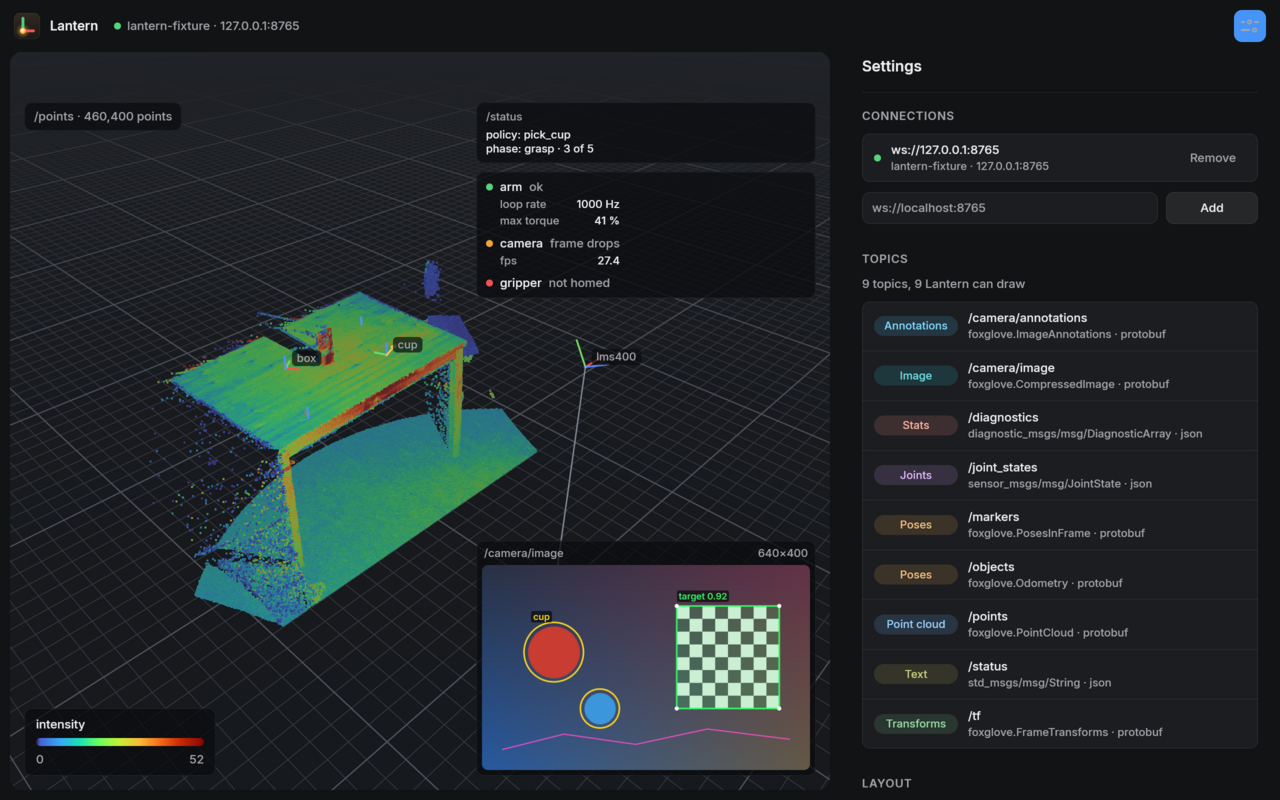 Lantern
lantern-fixture · 127.0.0.1:8765
/points · 460,400 points
/status
policy: pick_cup
phase: grasp · 3 of 5
arm ok
loop rate 1000 Hz
max torque 41 %
camera frame drops
fps 27.4
gripper not homed
box
cup
lms400
/camera/image 640×400
target 0.92
cup
intensity
0 52
Settings
CONNECTIONS
ws://127.0.0.1:8765
lantern-fixture · 127.0.0.1:8765
Remove
ws://localhost:8765
Add
TOPICS
9 topics, 9 Lantern can draw
Annotations
/camera/annotations
foxglove.ImageAnnotations · protobuf
Image
/camera/image
foxglove.CompressedImage · protobuf
Stats
/diagnostics
diagnostic_msgs/msg/DiagnosticArray · json
Joints
/joint_states
sensor_msgs/msg/JointState · json
Poses
/markers
foxglove.PosesInFrame · protobuf
Poses
/objects
foxglove.Odometry · protobuf
Point cloud
/points
foxglove.PointCloud · protobuf
Text
/status
std_msgs/msg/String · json
Transforms
/tf
foxglove.FrameTransforms · protobuf
LAYOUT